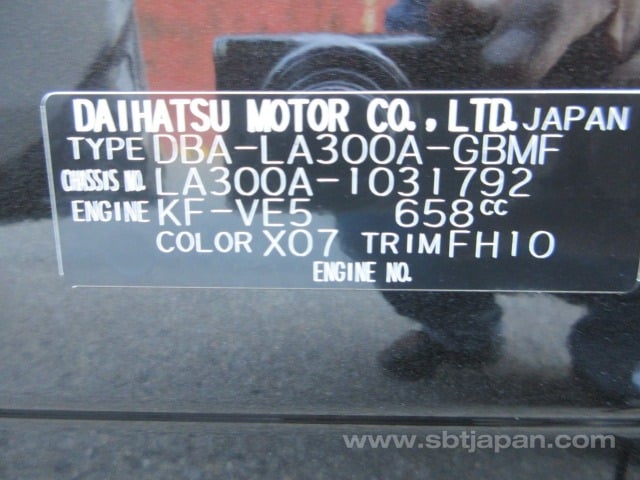 DAIHATSU MOTOR CO., LTD. JAPAN
TYPE DBA-LA300A-GBMF
CHASSIS NO. LA300A-1031792
ENGINE KF-VE5 658cc
COLOR X07 TRIM FH10
ENGINE NO.
www.sbtjapan.com